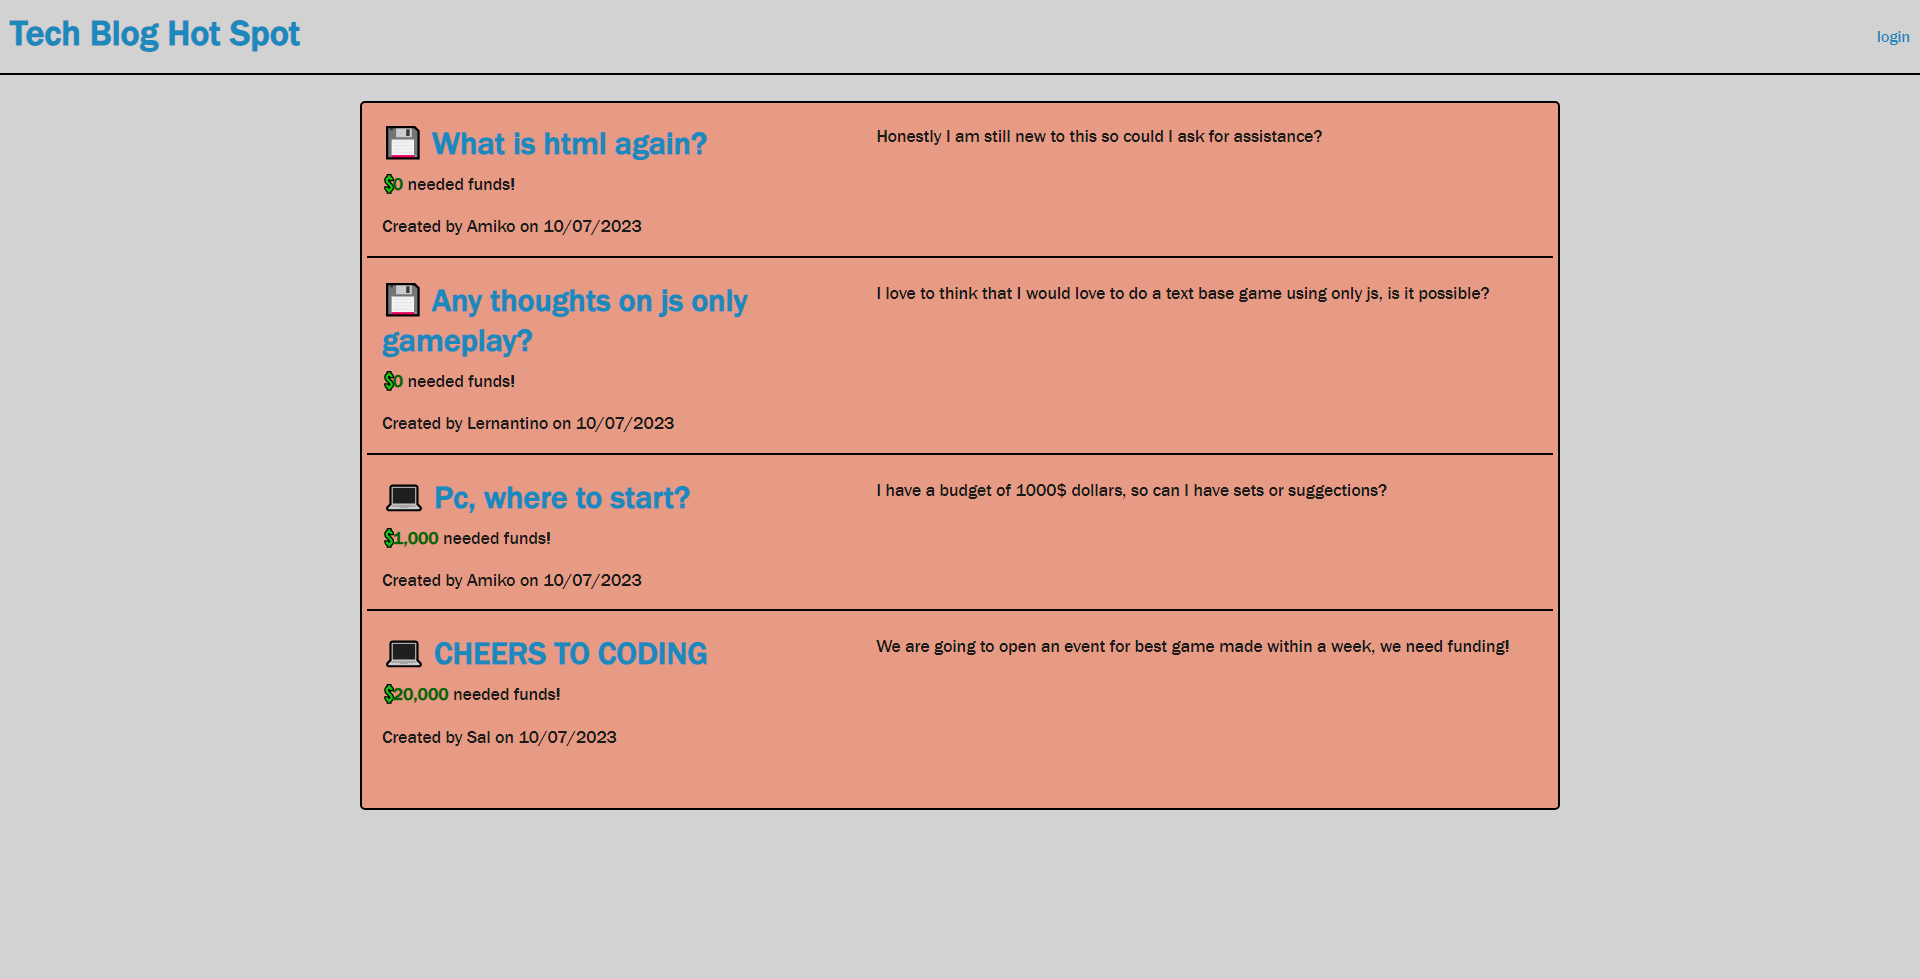 Tech Blog Hot Spot
login
What is html again?
Honestly I am still new to this so could I ask for assistance?
$0 needed funds!
Created by Amiko on 10/07/2023
Any thoughts on js only
gameplay?
I love to think that I would love to do a text base game using only js, is it possible?
$0 needed funds!
Created by Lernantino on 10/07/2023
Pc, where to start?
I have a budget of 1000$ dollars, so can I have sets or suggections?
$1,000 needed funds!
Created by Amiko on 10/07/2023
CHEERS TO CODING
We are going to open an event for best game made within a week, we need funding!
$20,000 needed funds!
Created by Sal on 10/07/2023